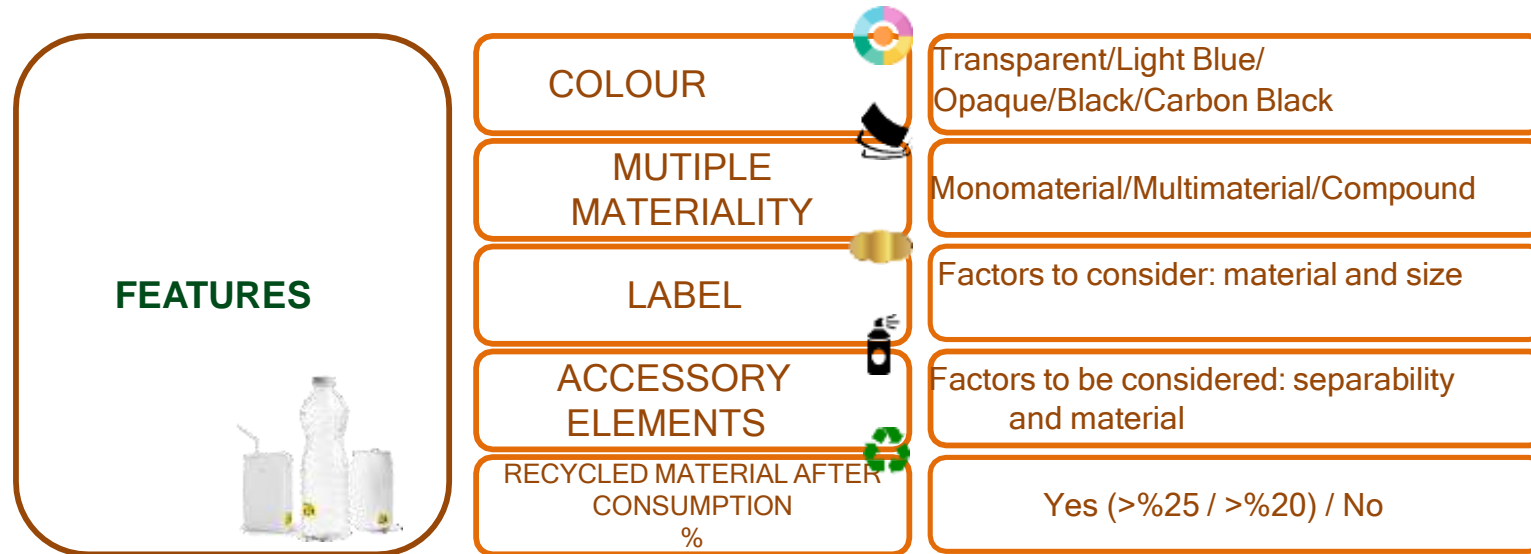 COLOUR
Transparent/Light Blue/
Opaque/Black/Carbon Black
MUTIPLE
MATERIALITY
Monomaterial/Multimaterial/Compound
FEATURES
LABEL
Factors to consider: material and size
ACCESSORY
ELEMENTS
Factors to be considered: separability
and material
RECYCLED MATERIAL AFTER
CONSUMPTION
%
Yes (>%25 / >%20) / No